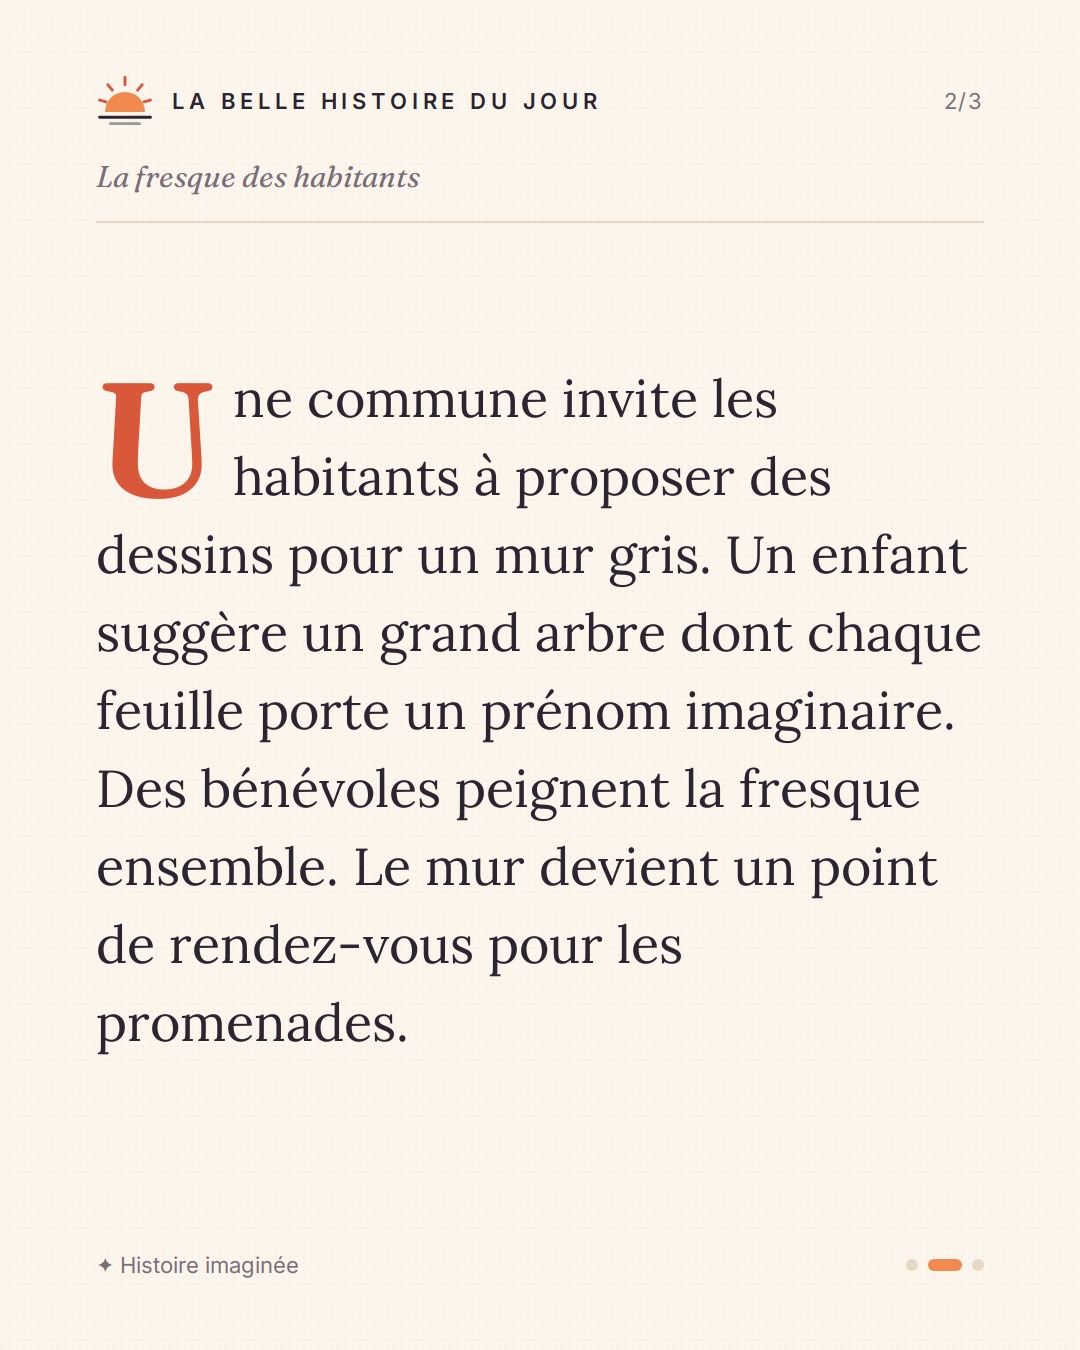 LA BELLE HISTOIRE DU JOUR
2/3
La fresque des habitants
Une commune invite les
habitants à proposer des
dessins pour un mur gris. Un enfant
suggère un grand arbre dont chaque
feuille porte un prénom imaginaire.
Des bénévoles peignent la fresque
ensemble. Le mur devient un point
de rendez-vous pour les
promenades.
✦ Histoire imaginée